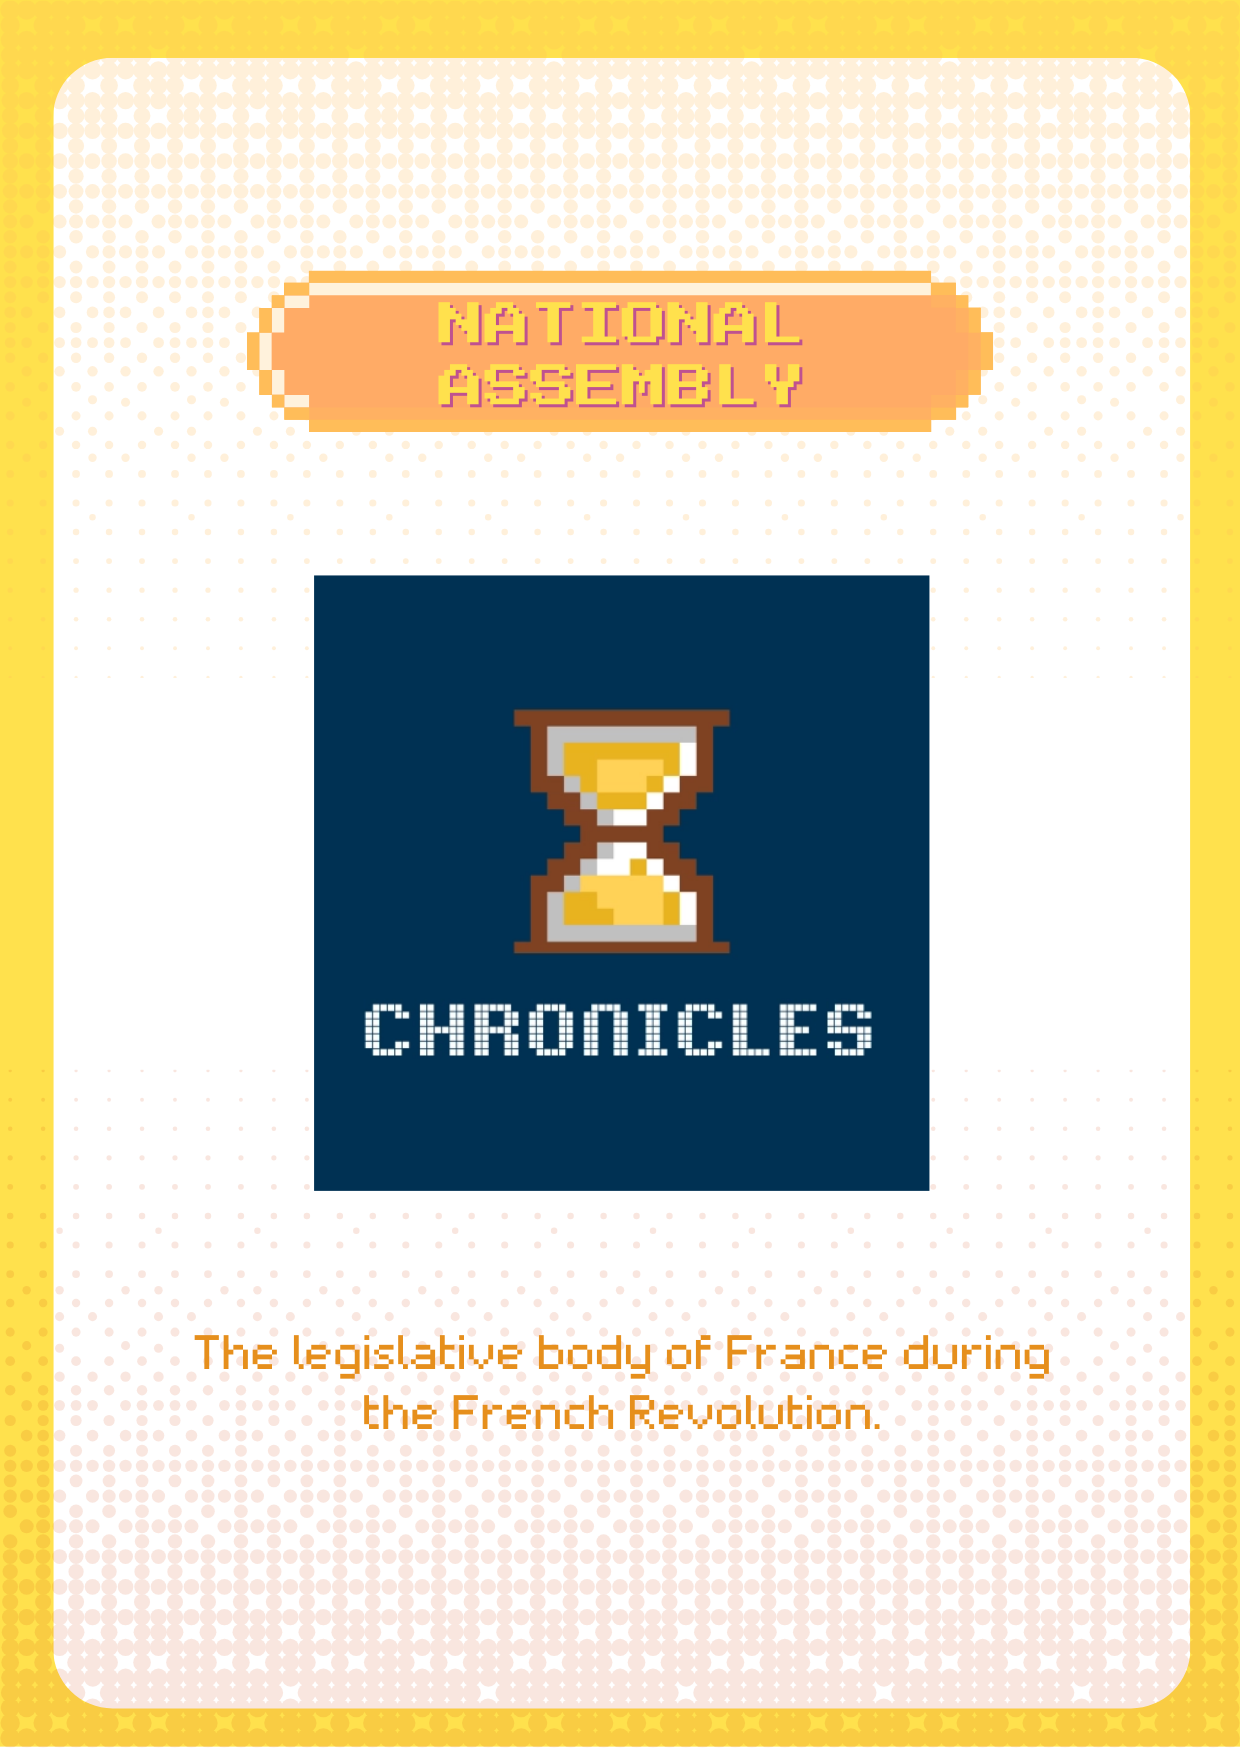 NATIONAL
ASSEMBLY
CHRONICLES
The legislative body of France during
the French Revolution.